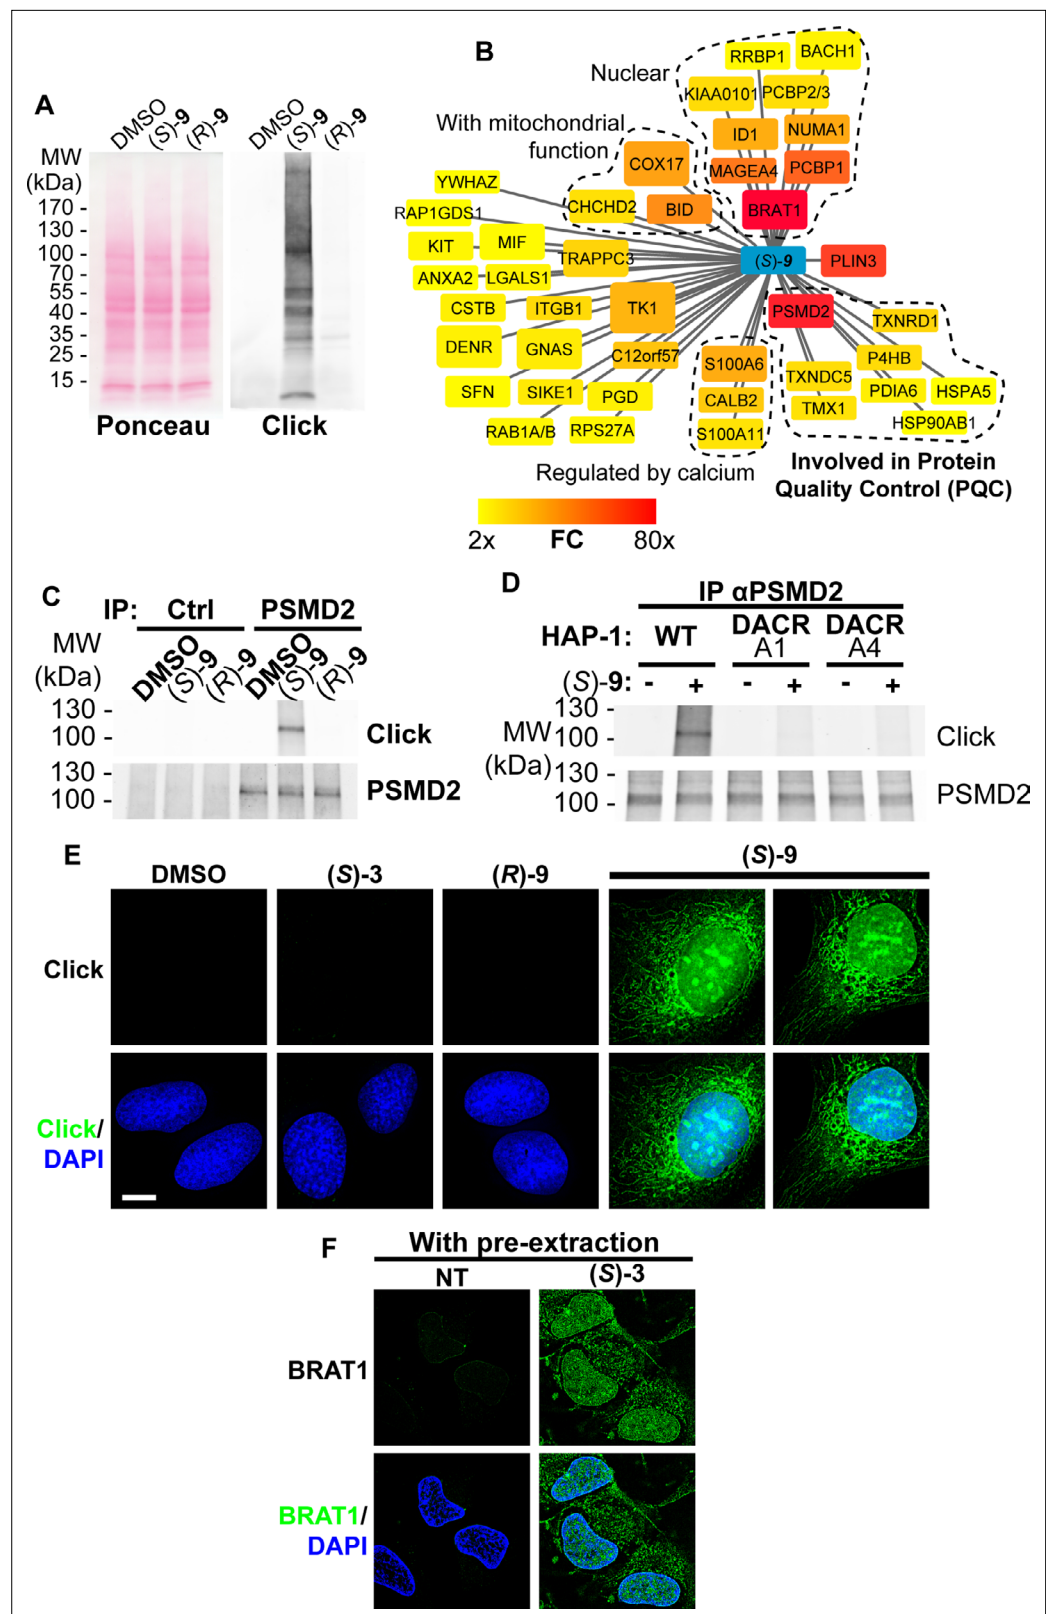 A
DMSO
(S)-9
(R)-9
DMSO
(S)-9
(R)-9
MW
(kDa)
170 -
130 -
100 -
70 -
55 -
40 -
35 -
25 -
15 -
Ponceau
Click
B
Nuclear
RRBP1
BACH1
KIAA0101
PCBP2/3
ID1
NUMA1
MAGEA4
PCBP1
BRAT1
With mitochondrial
function
COX17
CHCHD2
BID
YWHAZ
RAP1GDS1
KIT
MIF
TRAPPC3
ANXA2
LGALS1
CSTB
ITGB1
TK1
DENR
GNAS
C12orf57
SFN
SIKE1
PGD
RAB1A/B
RPS27A
(S)-9
PLIN3
PSMD2
TXNRD1
P4HB
TXNDC5
PDIA6
HSPA5
TMX1
HSP90AB1
S100A6
CALB2
S100A11
Regulated by calcium
Involved in Protein
Quality Control (PQC)
2x
FC
80x
C
IP:
Ctrl
PSMD2
MW
(kDa)
DMSO
(S)-9
(R)-9
DMSO
(S)-9
(R)-9
130 -
100 -
Click
130 -
100 -
PSMD2
D
IP αPSMD2
HAP-1:
WT
DACR
A1
DACR
A4
(S)-9:
- + - + - +
MW
(kDa)
130 -
100 -
Click
130 -
100 -
PSMD2
E
DMSO
(S)-3
(R)-9
(S)-9
Click
Click/
DAPI
F
With pre-extraction
NT
(S)-3
BRAT1
BRAT1/
DAPI